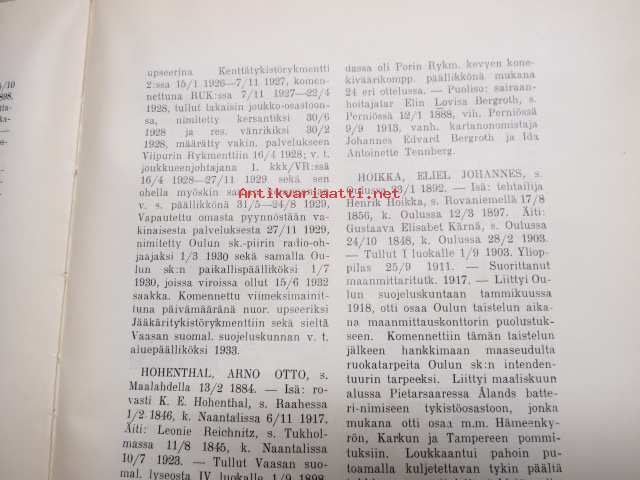 /10
898.
upseerina Kenttätykistörykmentti
2:ssa 15/1 1926—7/11 1927, komen-
nettuna RUK:ssa 7/11 1927—22/4
1928, tullut takaisin joukko-osastoon-
sa, nimitetty kersantiksi 30/6
1928 ja res. vänrikiksi 30/2
1928, määrätty vakin. palvelukseen
Viipurin Rykmenttiin 16/4 1928; v. t.
joukkueenjohtajana 1. kkk/VR:ssä
16/4 1928—27/11 1929 sekä sen
ohella myöskin saman komppanian
v. s. päällikkönä 31/5—24/8 1929.
Vapautettu omasta pyynnöstään va-
kinaisesta palveluksesta 27/11 1929,
nimitetty Oulun sk.-piirin radio-oh-
jaajaksi 1/3 1930 sekä samalla Ou-
lun sk:n paikallispäälliköksi 1/7
1930, joissa viroissa ollut 15/6 1932
saakka. Komennettu viimeksimainit-
tuna päivämääränä nuor. upseeriksi
Jääkäritykistörykmenttiin sekä sieltä
Vaasan suomal. suojeluskunnan v. t.
aluepäälliköksi 1933.
HOHENTHAL, ARNO OTTO, s.
Maalahdella 13/2 1884. — Isä: ro-
vasti K. E. Hohenthal, s. Raahessa
1/2 1846, k. Naantalissa 6/11 1917.
Äiti: Leonie Reichnitz, s. Tukhol-
massa 11/8 1845, k. Naantalissa
10/7 1923. — Tullut Vaasan suo-
mal. lyseosta IV luokalle 1/9 1898.
dassa oli Porin Rykm. kevyen kone-
kiväärikomp. päällikkönä mukana
24 eri ottelussa. — Puoliso: sairaan-
hoitajatar Elin Lovisa Bergroth, s.
Perniössä 12/1 1888, vih. Perniössä
9/9 1913, vanh. kartanonomistaja
Johannes Edvard Bergroth ja Ida
Antoinette Tennberg.
HOIKKA, ELIEL JOHANNES, s.
Oulussa 23/1 1892. — Isä: tehtailija
Henrik Hoikka, s. Rovaniemellä 17/8
1856, k. Oulussa 12/3 1897. Äiti:
Gustaava Elisabet Kärnä, s. Oulussa
24/10 1848, k. Oulussa 28/2 1903.
— Tullut I luokalle 1/9 1903. Yliop-
pilas 25/9 1911. — Suorittanut
maanmittaritutk. 1917. — Liittyi Ou-
lun suojeluskuntaan tammikuussa
1918, otti osaa Oulun taistelun aika-
na maanmittauskonttorin puolustuk-
seen. Komennettiin tämän taistelun
jälkeen hankkimaan maaseudulta
ruokatarpeita Oulun sk:n intenden-
tuurin tarpeeksi. Liittyi maaliskuun
alussa Pietarsaaressa Ålands batte-
ri-nimiseen tykistöosastoon, jonka
mukana otti osaa m.m. Hämeenky-
rön, Karkun ja Tampereen pommi-
tuksiin. Loukkaantui pahoin pu-
toamalla kuljetettavan tykin päältä
Antikvariaatti.net